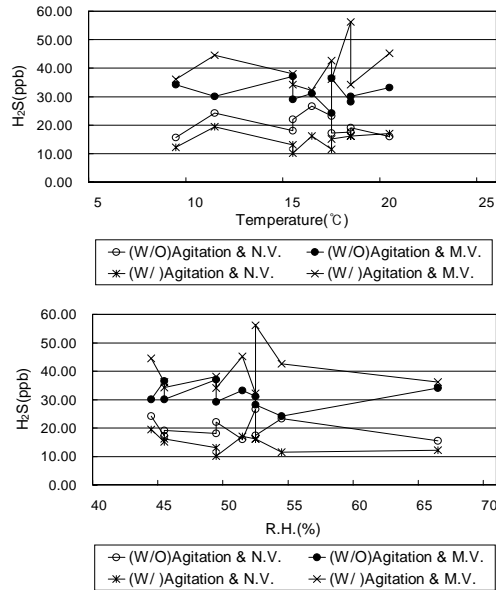 60.00
50.00
40.00
30.00
20.00
10.00
0.00
H₂S(ppb)
5 10 15 20 25
Temperature(℃)
(W/O)Agitation & N.V. (W/O)Agitation & M.V.
(W/ )Agitation & N.V. (W/ )Agitation & M.V.
60.00
50.00
40.00
30.00
20.00
10.00
0.00
H₂S(ppb)
40 45 50 55 60 65 70
R.H.(%)
(W/O)Agitation & N.V. (W/O)Agitation & M.V.
(W/ )Agitation & N.V. (W/ )Agitation & M.V.